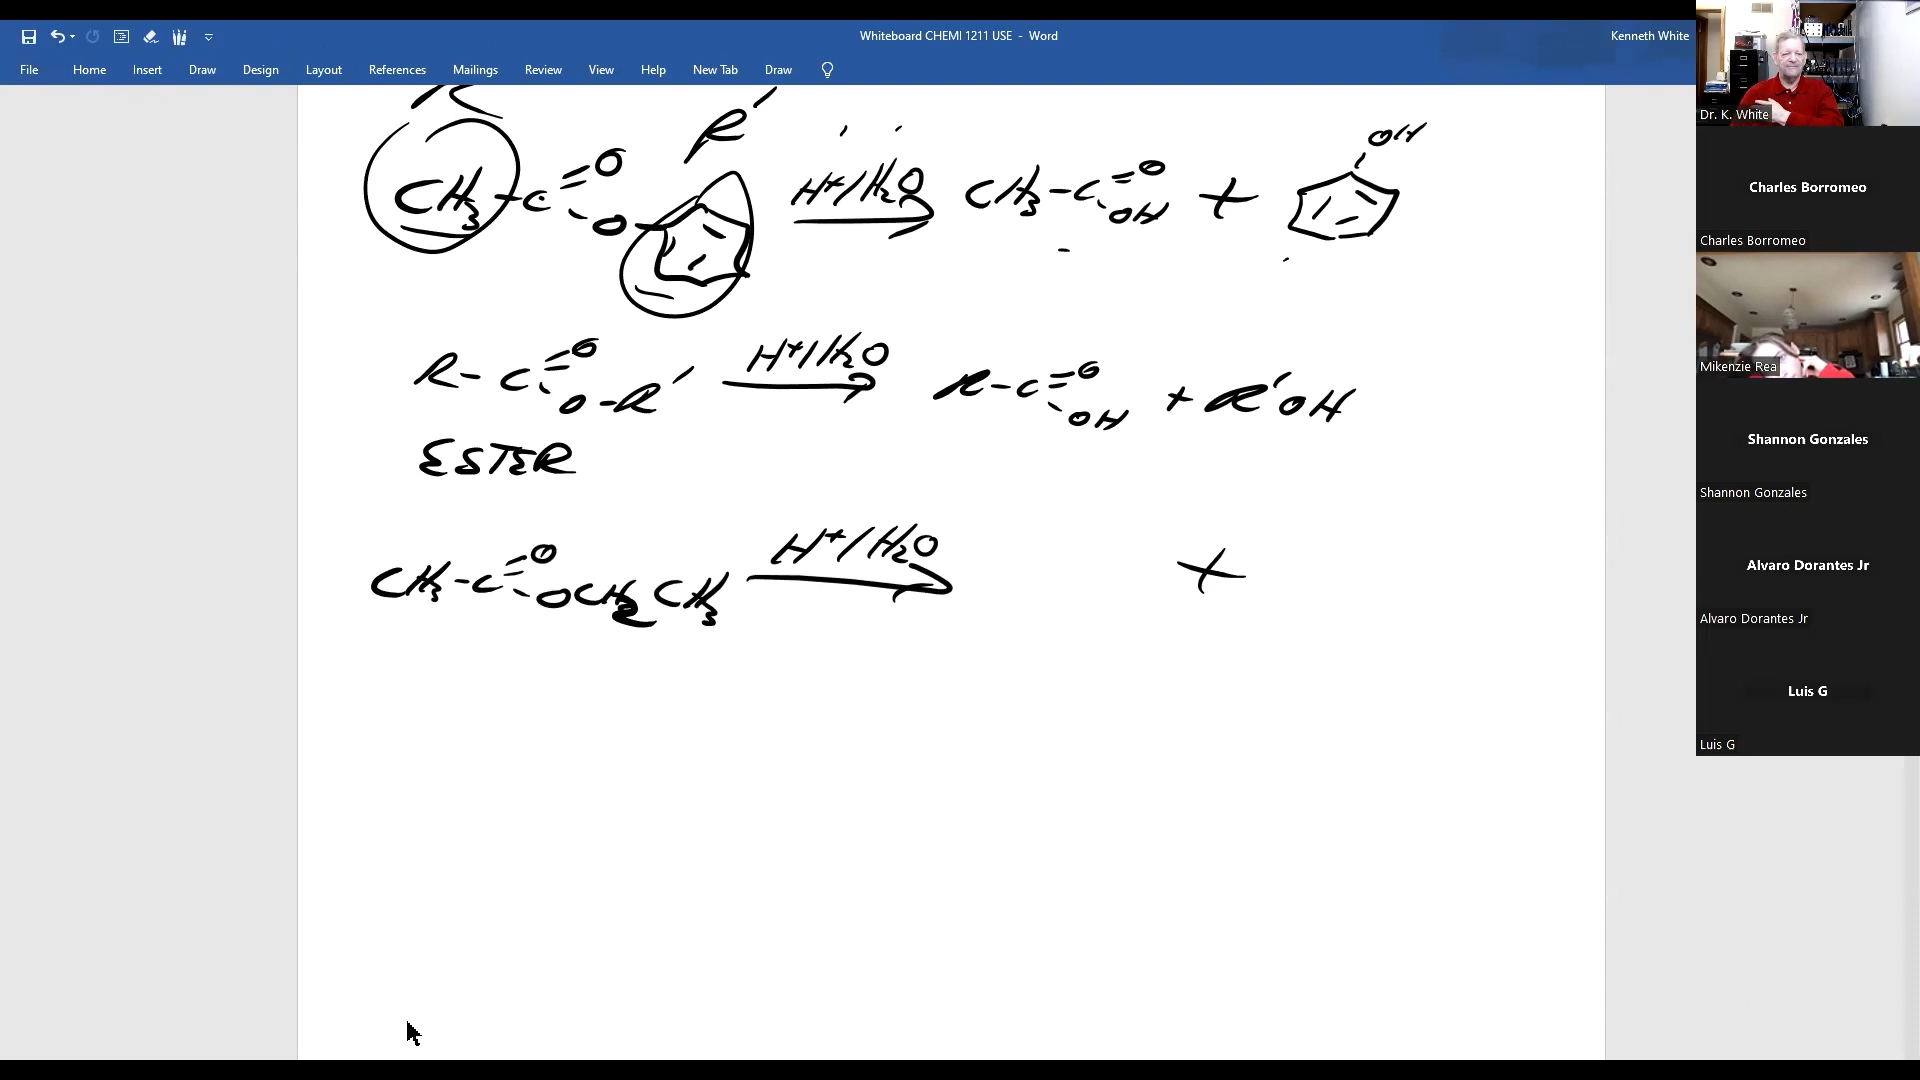 Whiteboard CHEMI 1211 USE - Word
Kenneth White
File Home Insert Draw Design Layout References Mailings Review View Help New Tab Draw
R'
CH₃-C=O O H⁺/H₂O CH₃-C=O OH + OH
R-C=O O-R' H⁺/H₂O R-C=O OH + R'OH
ESTER
CH₃-C=O OCH₂CH₃ H⁺/H₂O +
Dr. K. White
Charles Borromeo
Charles Borromeo
Mikenzie Rea
Shannon Gonzales
Shannon Gonzales
Alvaro Dorantes Jr
Alvaro Dorantes Jr
Luis G
Luis G